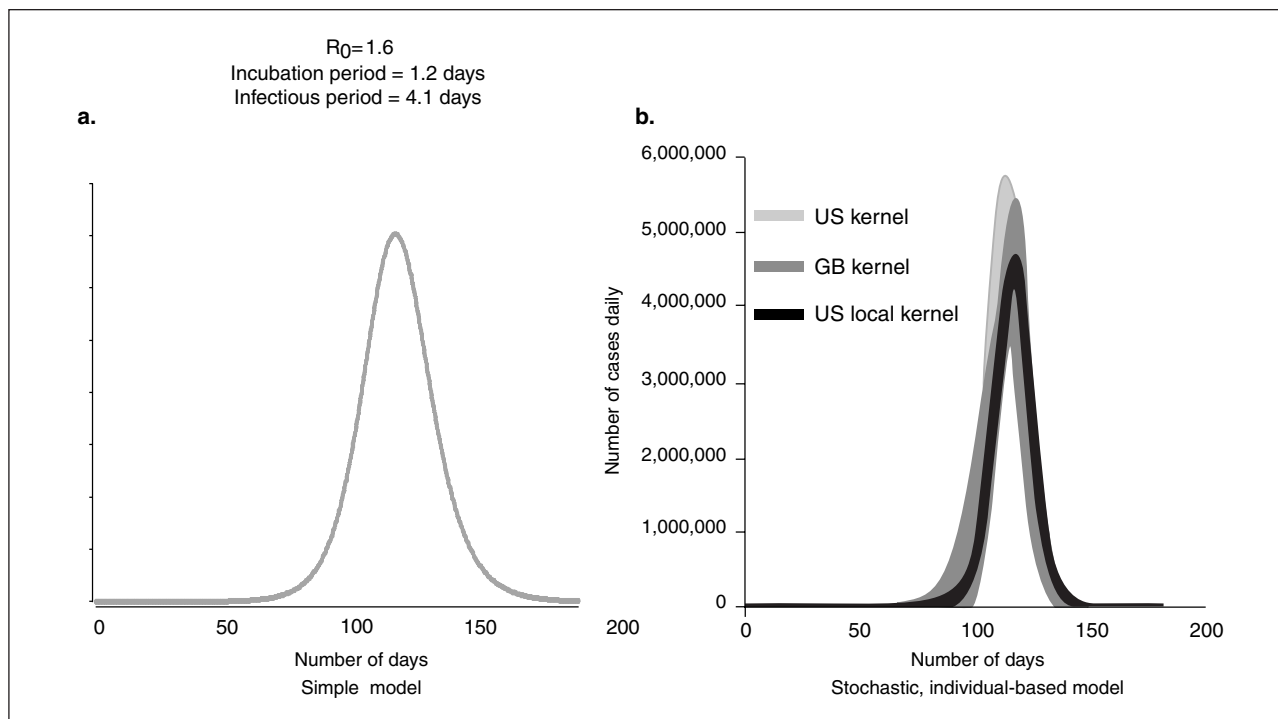 R0=1.6
Incubation period = 1.2 days
Infectious period = 4.1 days
a.
0 50 100 150 200
Number of days
Simple model
b.
6,000,000
5,000,000
4,000,000
3,000,000
2,000,000
1,000,000
0
Number of cases daily
US kernel
GB kernel
US local kernel
0 50 100 150 200
Number of days
Stochastic, individual-based model